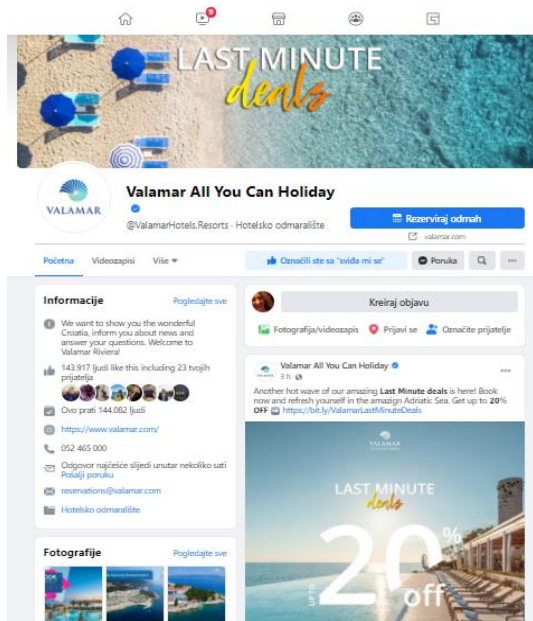 9
LAST MINUTE
deals
VALAMAR
Valamar All You Can Holiday
@ValamarHotels.Resorts · Hotelsko odmaralište
Rezerviraj odmah
valamar.com
Početna
Videozapisi
Više
Označili ste sa "sviđa mi se"
Poruka
Informacije
Pogledajte sve
We want to show you the wonderful
Croatia, inform you about news and
answer your questions. Welcome to
Valamar Riviera!
143.917 ljudi like this including 23 tvojih
prijatelja
Ovo prati 144.082 ljudi
https://www.valamar.com/
052 465 000
Odgovor najčešće slijedi unutar nekoliko sati
Pošalji poruku
reservations@valamar.com
Hotelsko odmaralište
Fotografije
Pogledajte sve
Kreiraj objavu
Fotografija/videozapis
Prijavi se
Označite prijatelje
Valamar All You Can Holiday
3 h
Another hot wave of our amazing Last Minute deals is here! Book
now and refresh yourself in the amazign Adriatic Sea. Get up to 20%
OFF https://bit.ly/ValamarLastMinuteDeals
VALAMAR
LAST MINUTE
deals
UP TO
20%
off